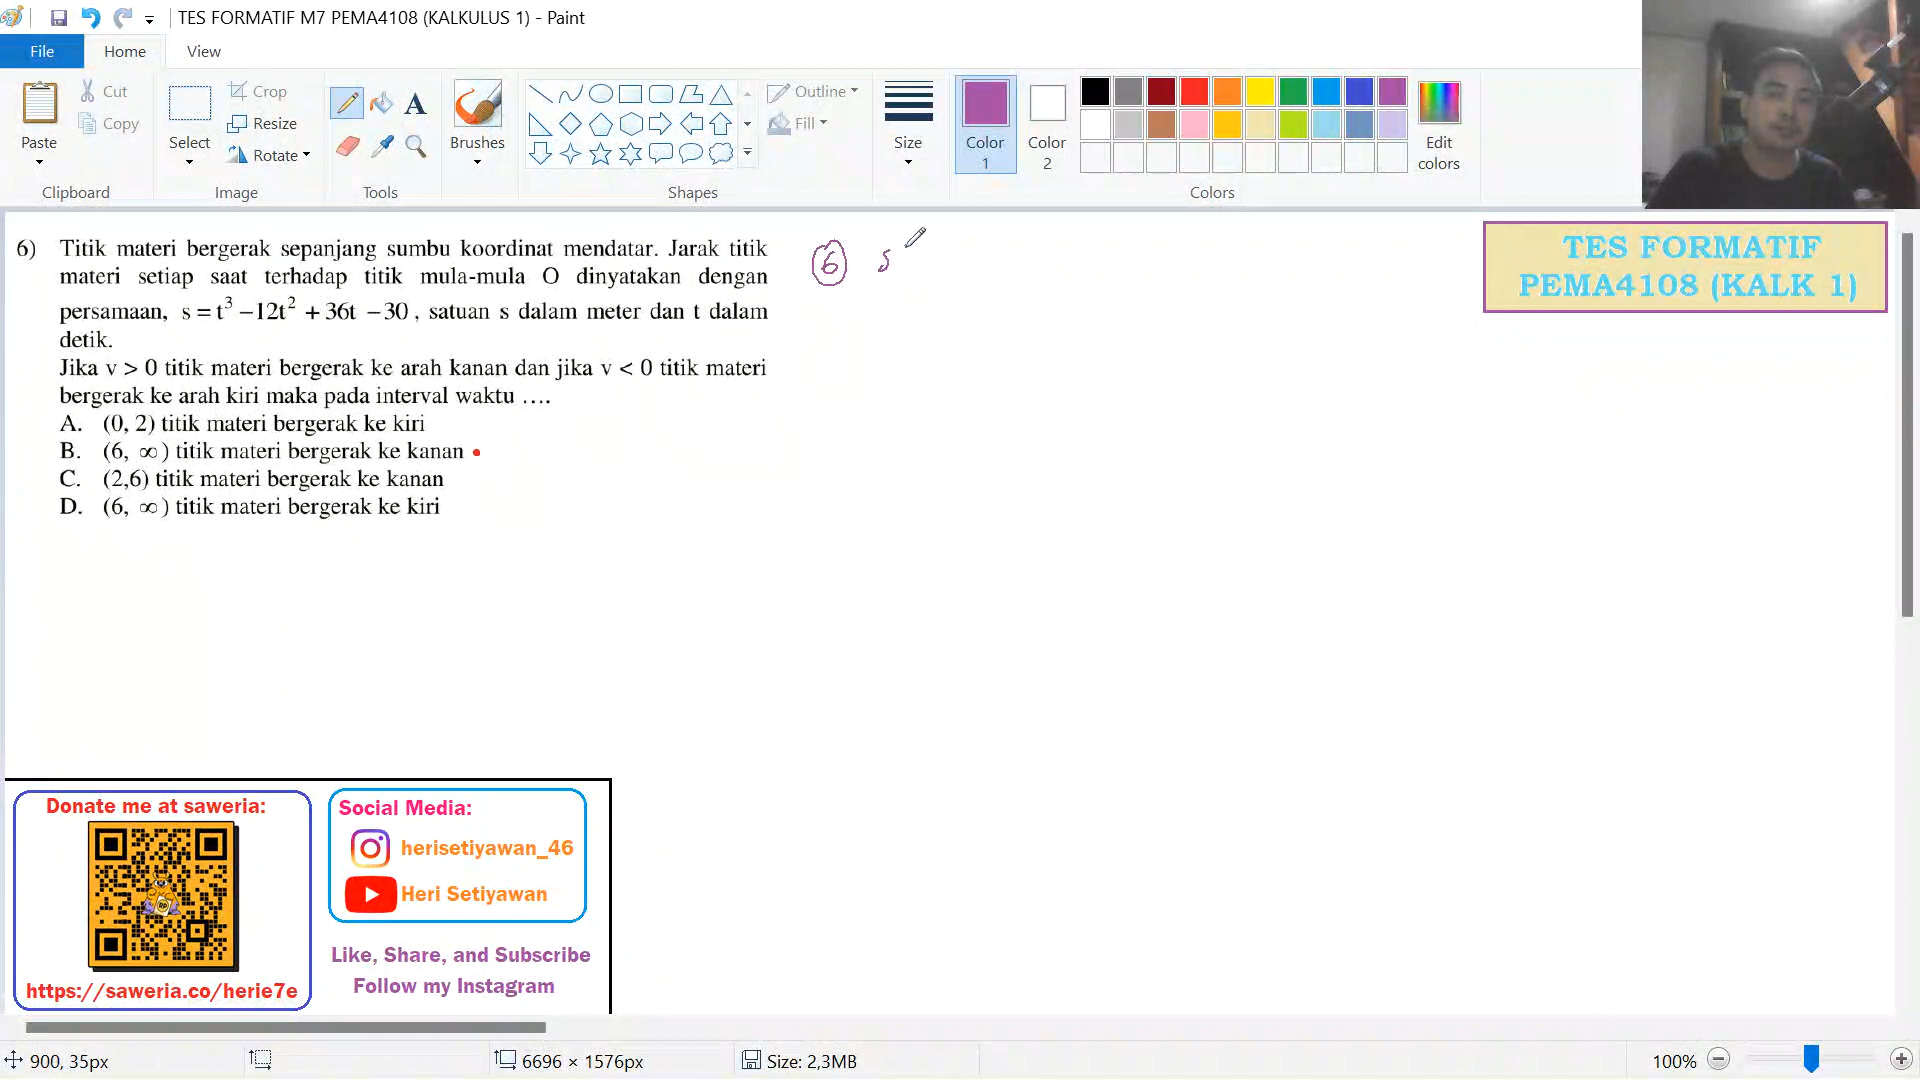 TES FORMATIF M7 PEMA4108 (KALKULUS 1) - Paint
File Home View
Paste
Cut
Copy
Clipboard
Select
Crop
Resize
Rotate
Image
A
Tools
Brushes
Shapes
Outline
Fill
Size
Color 1
Color 2
Edit colors
Colors
6) Titik materi bergerak sepanjang sumbu koordinat mendatar. Jarak titik
materi setiap saat terhadap titik mula-mula O dinyatakan dengan
persamaan, s = t³ −12t² + 36t − 30 , satuan s dalam meter dan t dalam
detik.
Jika v > 0 titik materi bergerak ke arah kanan dan jika v < 0 titik materi
bergerak ke arah kiri maka pada interval waktu ….
A. (0, 2) titik materi bergerak ke kiri
B. (6, ∞ ) titik materi bergerak ke kanan
C. (2,6) titik materi bergerak ke kanan
D. (6, ∞ ) titik materi bergerak ke kiri
6 s
TES FORMATIF
PEMA4108 (KALK 1)
Donate me at saweria:
RP
https://saweria.co/herie7e
Social Media:
herisetiyawan_46
Heri Setiyawan
Like, Share, and Subscribe
Follow my Instagram
900, 35px
6696 × 1576px
Size: 2,3MB
100%